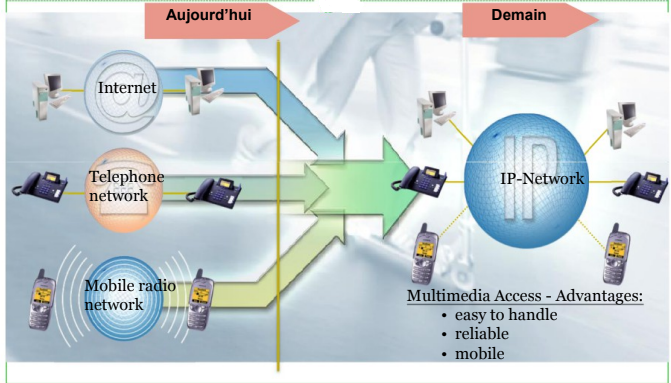 Aujourd'hui
Demain
Internet
Telephone
network
Mobile radio
network
IP
IP-Network
Multimedia Access - Advantages:
• easy to handle
• reliable
• mobile